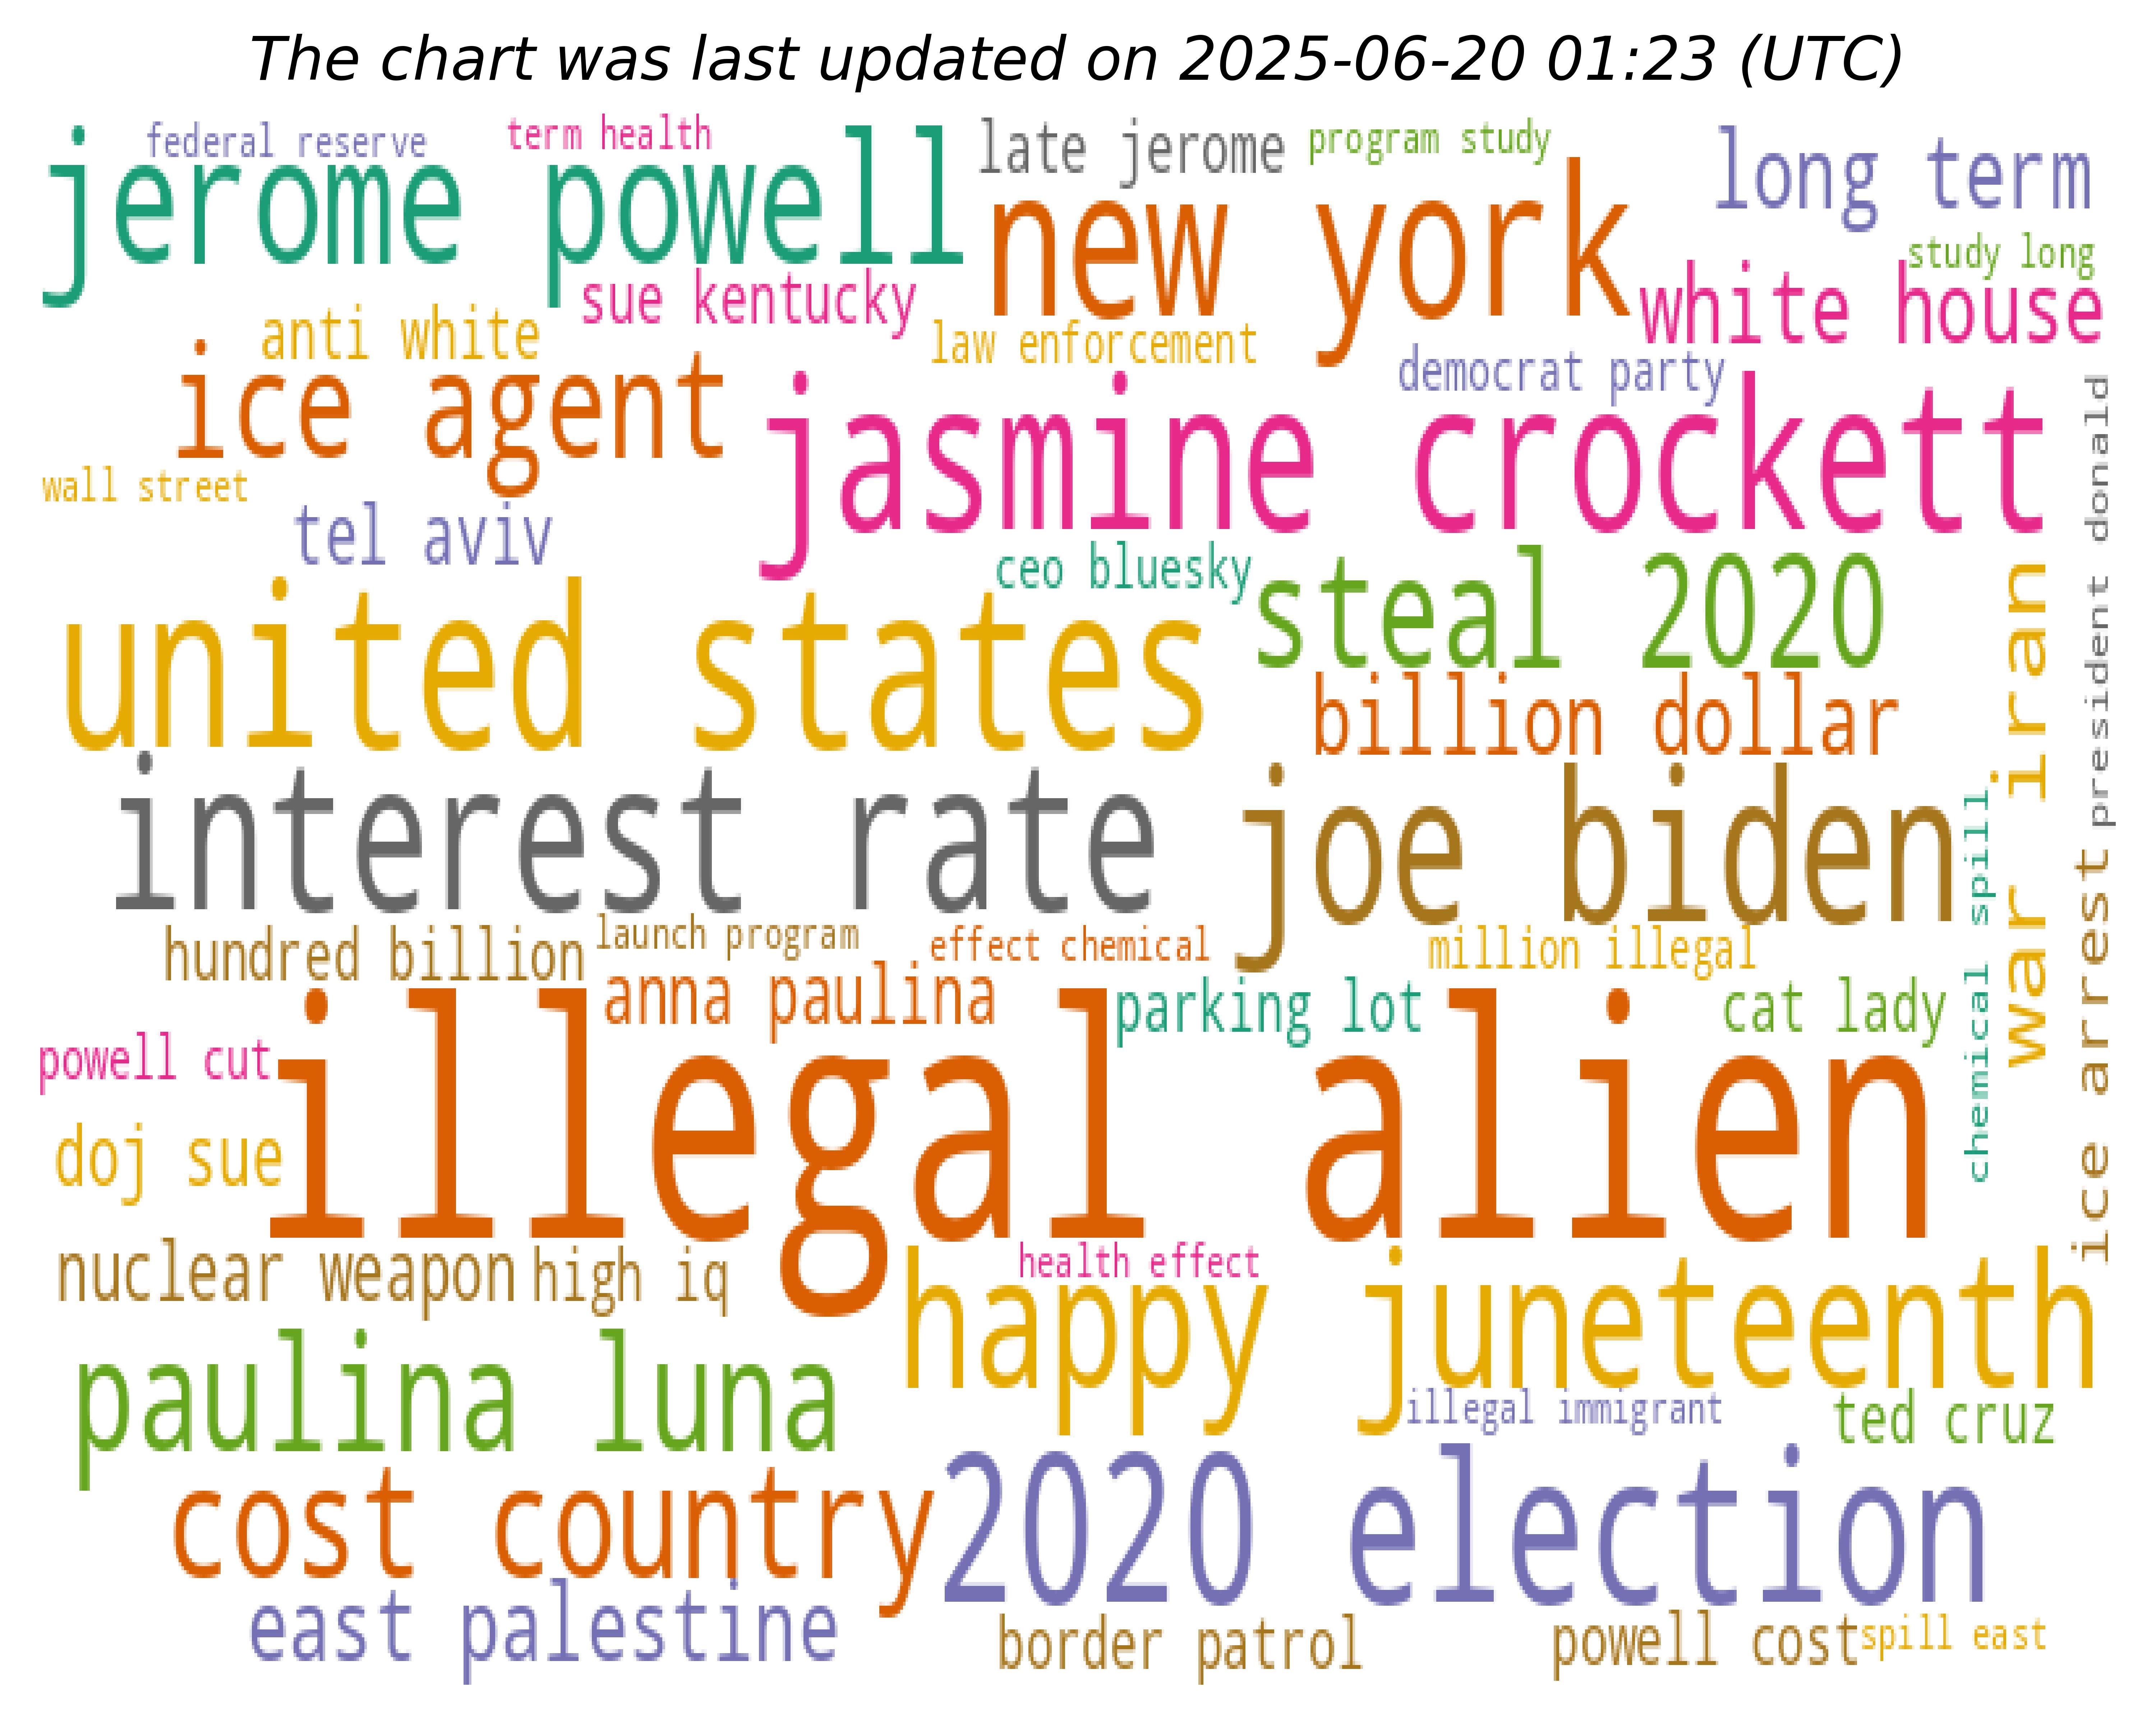 The chart was last updated on 2025-06-20 01:23 (UTC)
federal reserve
term health
late jerome
program study
long term
jerome powell
new york
study long
sue kentucky
white house
anti white
law enforcement
democrat party
ice agent
jasmine crockett
president donald
wall street
tel aviv
ceo bluesky
steal 2020
war iran
united states
billion dollar
interest rate
joe biden
chemical spill
ice arrest
hundred billion
launch program
effect chemical
million illegal
anna paulina
parking lot
cat lady
powell cut
illegal alien
doj sue
nuclear weapon
high iq
health effect
happy juneteenth
paulina luna
illegal immigrant
ted cruz
cost country
2020 election
east palestine
border patrol
powell cost
spill east